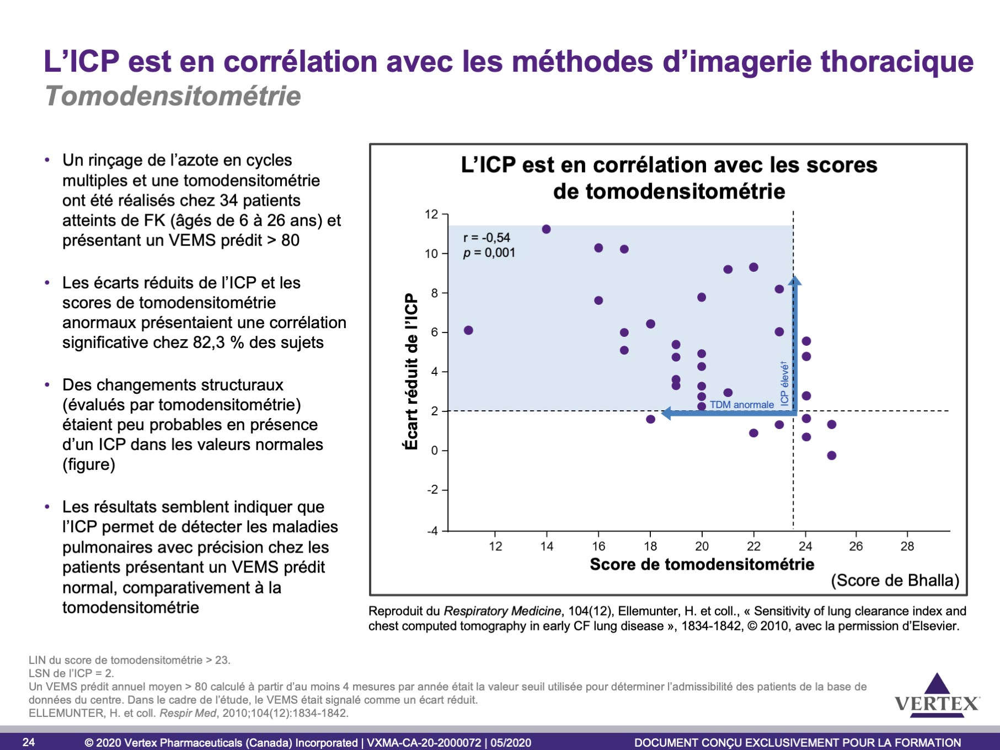 L’ICP est en corrélation avec les méthodes d’imagerie thoracique
Tomodensitométrie
• Un rinçage de l’azote en cycles
multiples et une tomodensitométrie
ont été réalisés chez 34 patients
atteints de FK (âgés de 6 à 26 ans) et
présentant un VEMS prédit > 80
• Les écarts réduits de l’ICP et les
scores de tomodensitométrie
anormaux présentaient une corrélation
significative chez 82,3 % des sujets
• Des changements structuraux
(évalués par tomodensitométrie)
étaient peu probables en présence
d’un ICP dans les valeurs normales
(figure)
• Les résultats semblent indiquer que
l’ICP permet de détecter les maladies
pulmonaires avec précision chez les
patients présentant un VEMS prédit
normal, comparativement à la
tomodensitométrie
L’ICP est en corrélation avec les scores
de tomodensitométrie
Écart réduit de l’ICP
12
10
8
6
4
2
0
-2
-4
r = -0,54
p = 0,001
ICP élevé†
TDM anormale
12 14 16 18 20 22 24 26 28
Score de tomodensitométrie
(Score de Bhalla)
Reproduit du Respiratory Medicine, 104(12), Ellemunter, H. et coll., « Sensitivity of lung clearance index and
chest computed tomography in early CF lung disease », 1834-1842, © 2010, avec la permission d’Elsevier.
LIN du score de tomodensitométrie > 23.
LSN de l’ICP = 2.
Un VEMS prédit annuel moyen > 80 calculé à partir d’au moins 4 mesures par année était la valeur seuil utilisée pour déterminer l’admissibilité des patients de la base de
données du centre. Dans le cadre de l’étude, le VEMS était signalé comme un écart réduit.
ELLEMUNTER, H. et coll. Respir Med, 2010;104(12):1834-1842.
VERTEX
24
© 2020 Vertex Pharmaceuticals (Canada) Incorporated | VXMA-CA-20-2000072 | 05/2020
DOCUMENT CONÇU EXCLUSIVEMENT POUR LA FORMATION